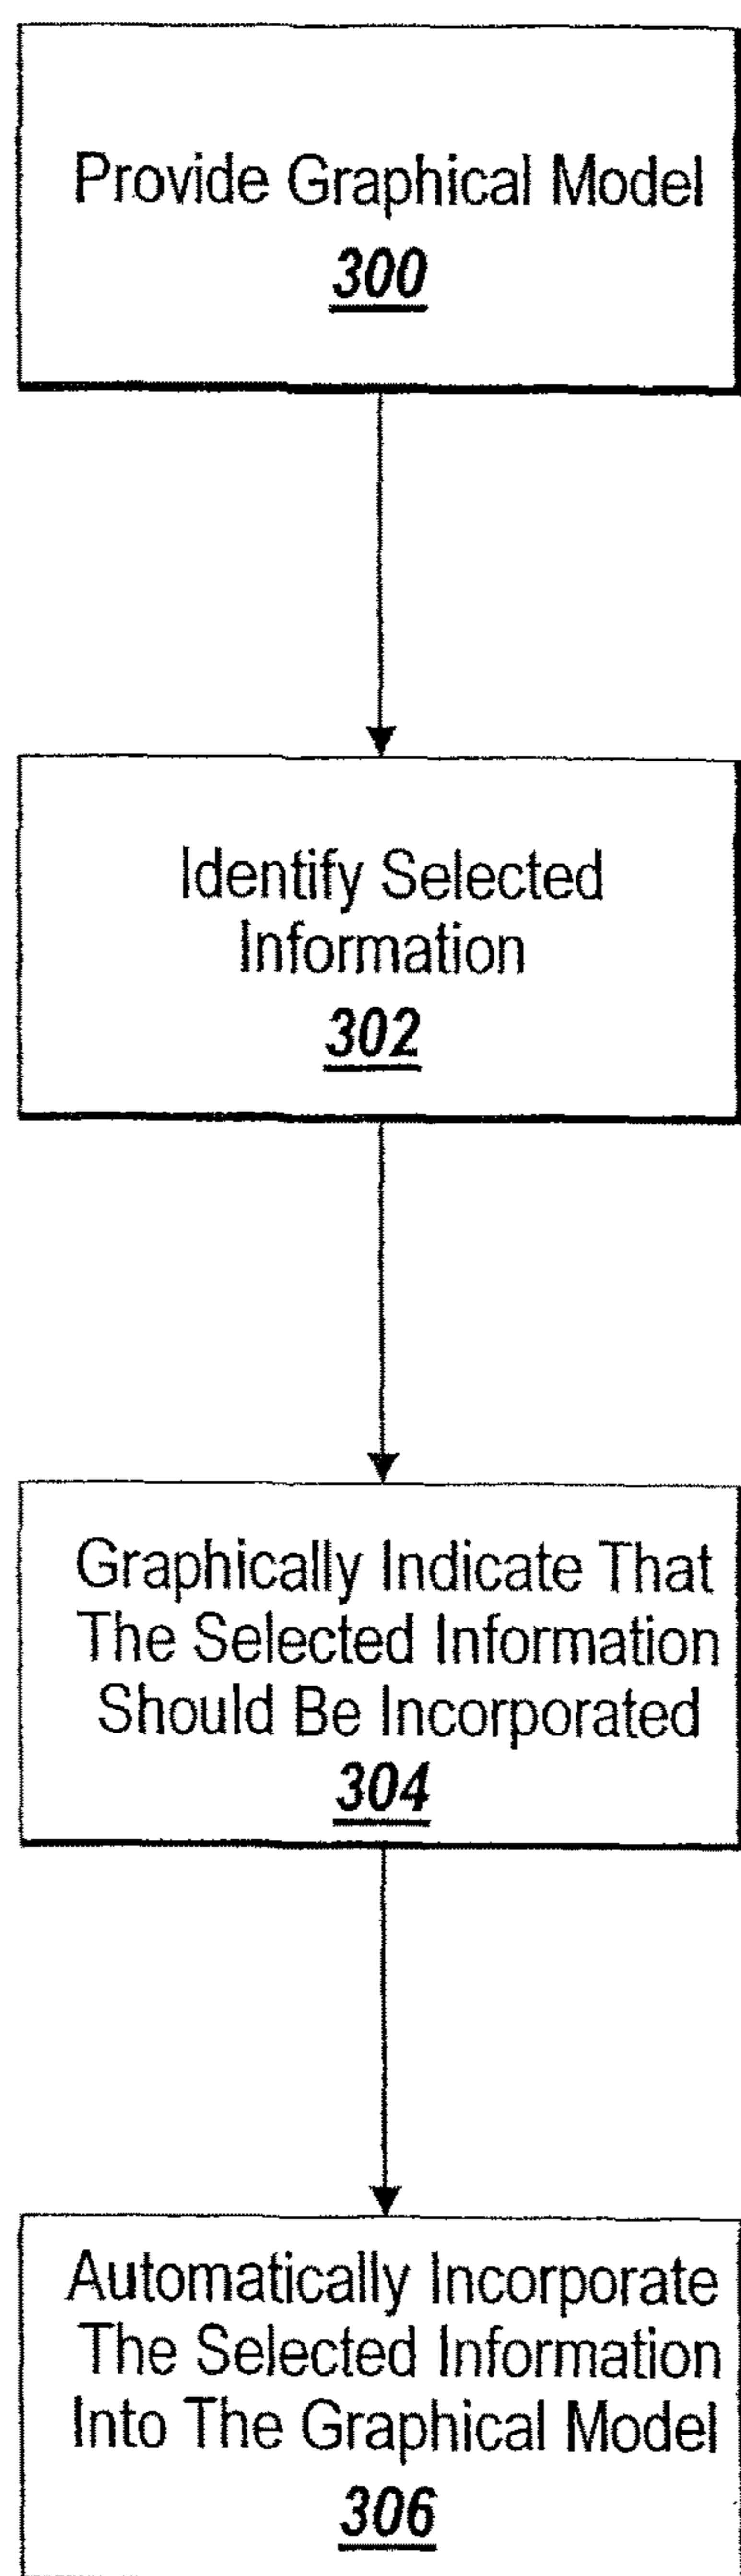 Provide Graphical Model
300
Identify Selected
Information
302
Graphically Indicate That
The Selected Information
Should Be Incorporated
304
Automatically Incorporate
The Selected Information
Into The Graphical Model
306